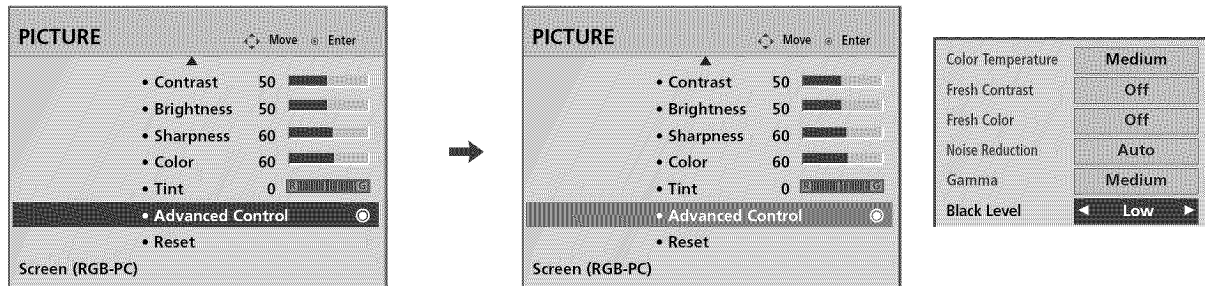 PICTURE
Move Enter
• Contrast 50
• Brightness 50
• Sharpness 60
• Color 60
• Tint 0 R G
• Advanced Control
• Reset
Screen (RGB-PC)
PICTURE
Move Enter
• Contrast 50
• Brightness 50
• Sharpness 60
• Color 60
• Tint 0 R G
• Advanced Control
• Reset
Screen (RGB-PC)
Color Temperature Medium
Fresh Contrast Off
Fresh Color Off
Noise Reduction Auto
Gamma Medium
Black Level Low